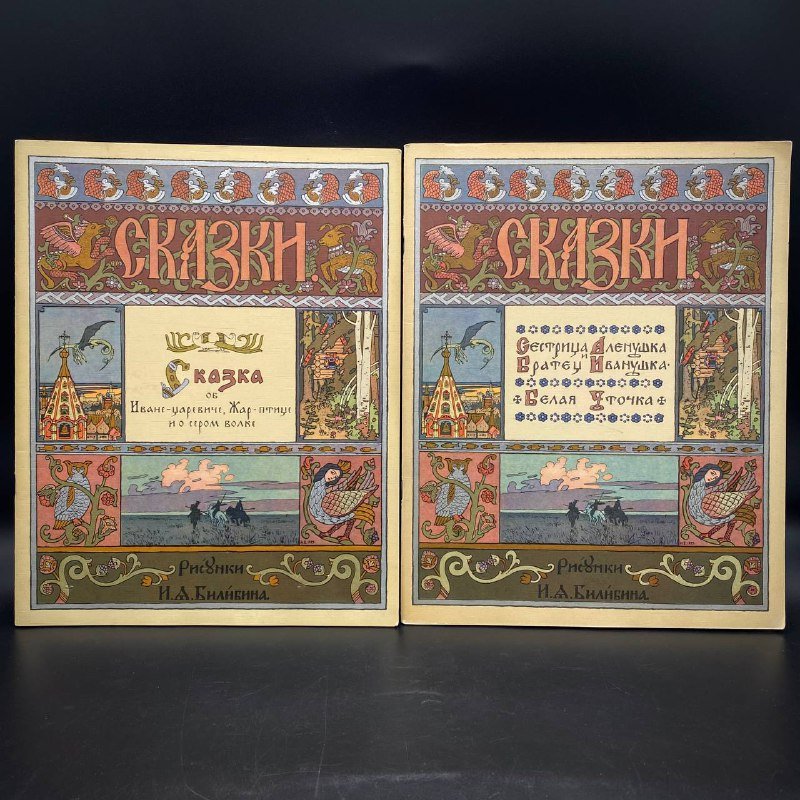 СКАЗКИ.
Сказка
об
Иване-царевиче, Жар-птице
и о сером волке
Рисунки
И. Я. Билибина.
СКАЗКИ.
Сестрица Аленушка
и
Братец Иванушка.
Белая Уточка
Рисунки
И. Я. Билибина.